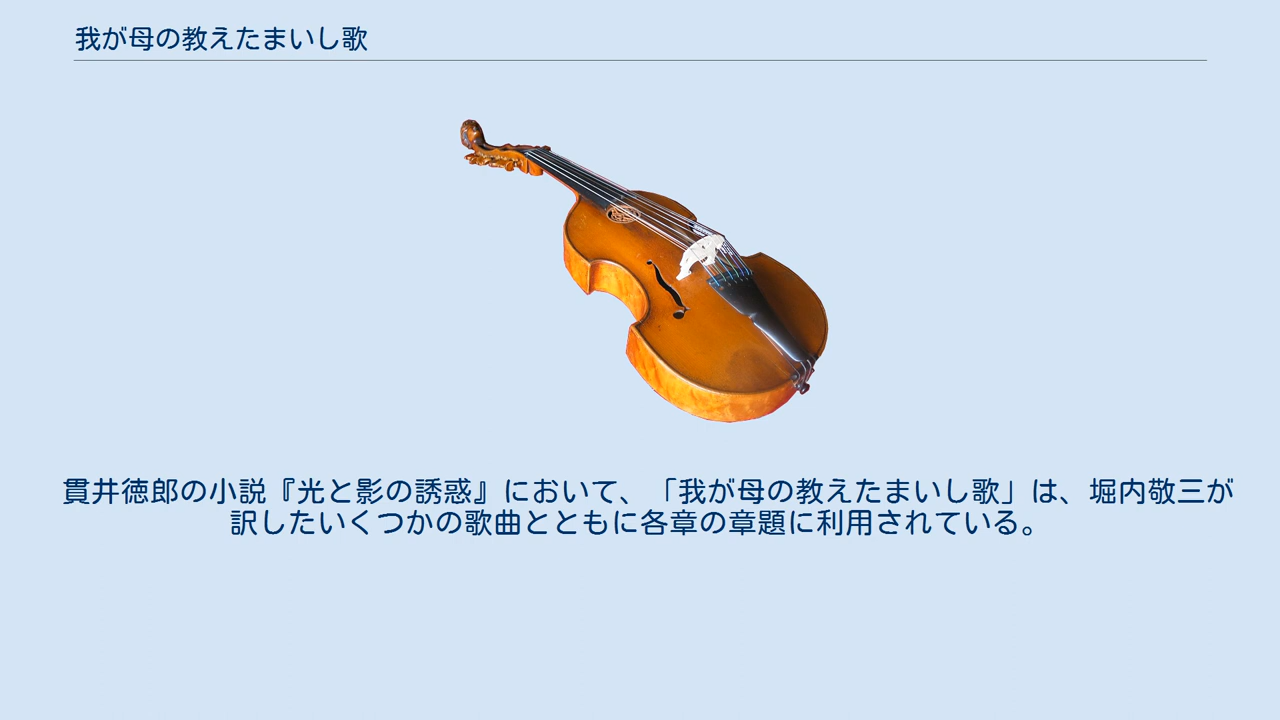 我が母の教えたまいし歌
貫井徳郎の小説『光と影の誘惑』において、「我が母の教えたまいし歌」は、堀内敬三が
訳したいくつかの歌曲とともに各章の章題に利用されている。